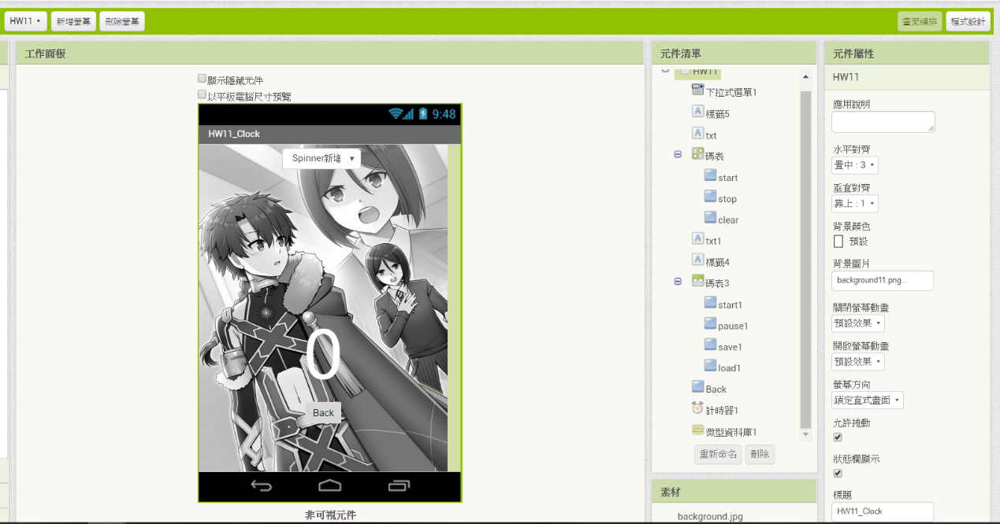 HW11
新增螢幕
刪除螢幕
畫面編排
程式設計
工作面板
顯示隱藏元件
以平板電腦尺寸預覽
9:48
HW11_Clock
Spinner新增
0
Back
非可視元件
元件清單
HW11
下拉式選單1
標籤5
txt
碼表
start
stop
clear
txt1
標籤4
碼表3
start1
pause1
save1
load1
Back
計時器1
微型資料庫1
重新命名
刪除
素材
background.jpg
元件屬性
HW11
應用說明
水平對齊
置中 : 3
垂直對齊
靠上 : 1
背景顏色
預設
背景圖片
background11.png...
關閉螢幕動畫
預設效果
開啟螢幕動畫
預設效果
螢幕方向
鎖定直式畫面
允許捲動
狀態欄顯示
標題
HW11_Clock